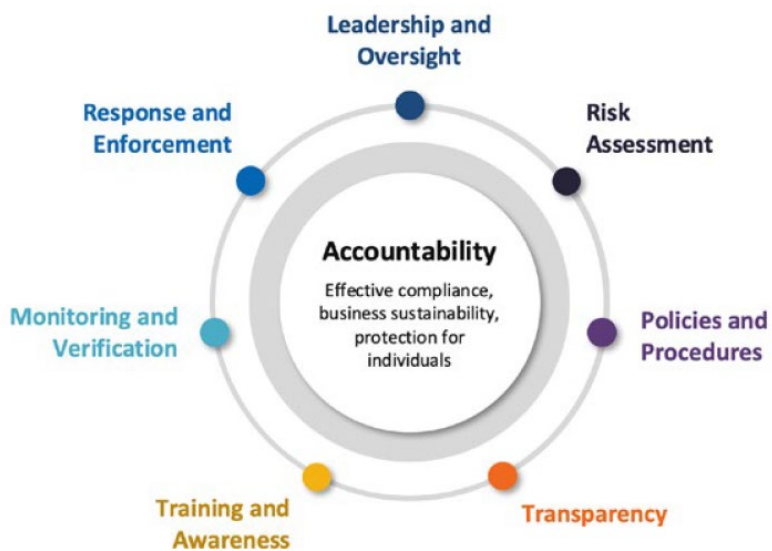 Leadership and
Oversight
Risk
Assessment
Policies and
Procedures
Transparency
Training and
Awareness
Monitoring and
Verification
Response and
Enforcement
Accountability
Effective compliance,
business sustainability,
protection for
individuals